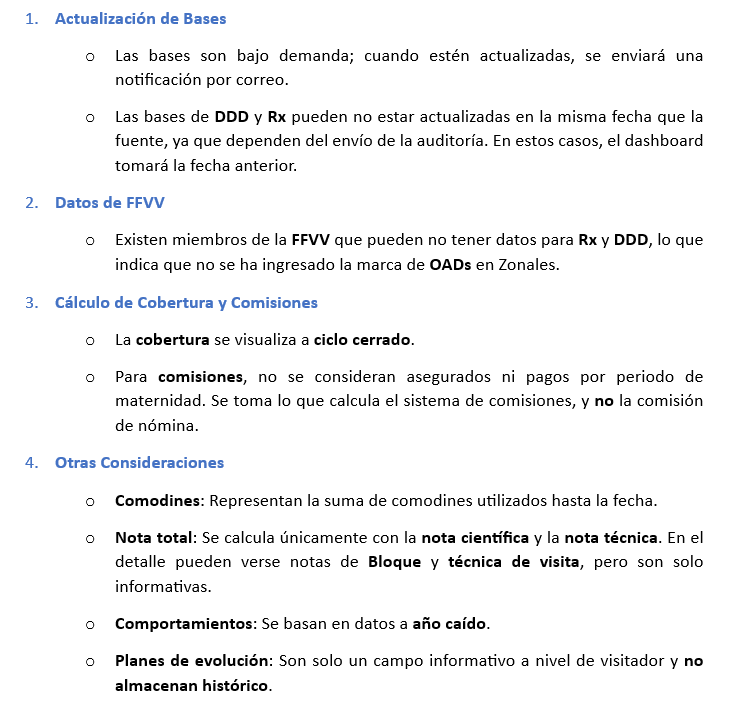 1. Actualización de Bases
o Las bases son bajo demanda; cuando estén actualizadas, se enviará una
notificación por correo.
o Las bases de DDD y Rx pueden no estar actualizadas en la misma fecha que la
fuente, ya que dependen del envío de la auditoría. En estos casos, el dashboard
tomará la fecha anterior.
2. Datos de FFVV
o Existen miembros de la FFVV que pueden no tener datos para Rx y DDD, lo que
indica que no se ha ingresado la marca de OADs en Zonales.
3. Cálculo de Cobertura y Comisiones
o La cobertura se visualiza a ciclo cerrado.
o Para comisiones, no se consideran asegurados ni pagos por periodo de
maternidad. Se toma lo que calcula el sistema de comisiones, y no la comisión
de nómina.
4. Otras Consideraciones
o Comodines: Representan la suma de comodines utilizados hasta la fecha.
o Nota total: Se calcula únicamente con la nota científica y la nota técnica. En el
detalle pueden verse notas de Bloque y técnica de visita, pero son solo
informativas.
o Comportamientos: Se basan en datos a año caído.
o Planes de evolución: Son solo un campo informativo a nivel de visitador y no
almacenan histórico.